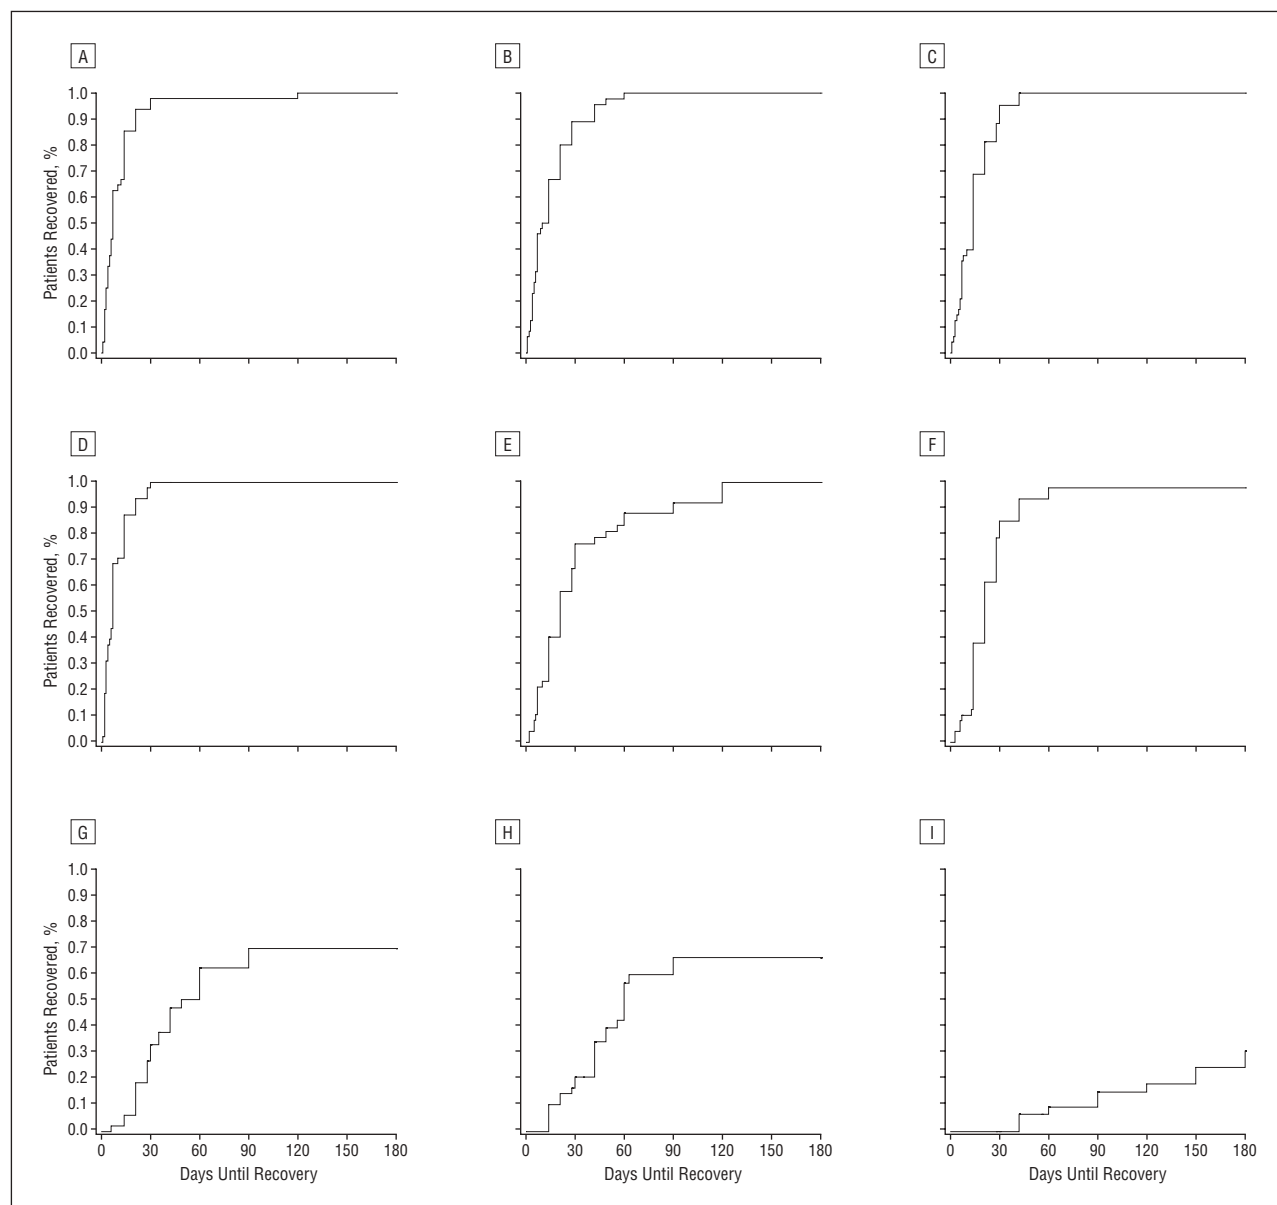 A
B
C
Patients Recovered, %
1.0
0.9
0.8
0.7
0.6
0.5
0.4
0.3
0.2
0.1
0.0
D
E
F
Patients Recovered, %
1.0
0.9
0.8
0.7
0.6
0.5
0.4
0.3
0.2
0.1
0.0
G
H
I
Patients Recovered, %
1.0
0.9
0.8
0.7
0.6
0.5
0.4
0.3
0.2
0.1
0.0
0 30 60 90 120 150 180
0 30 60 90 120 150 180
0 30 60 90 120 150 180
Days Until Recovery
Days Until Recovery
Days Until Recovery